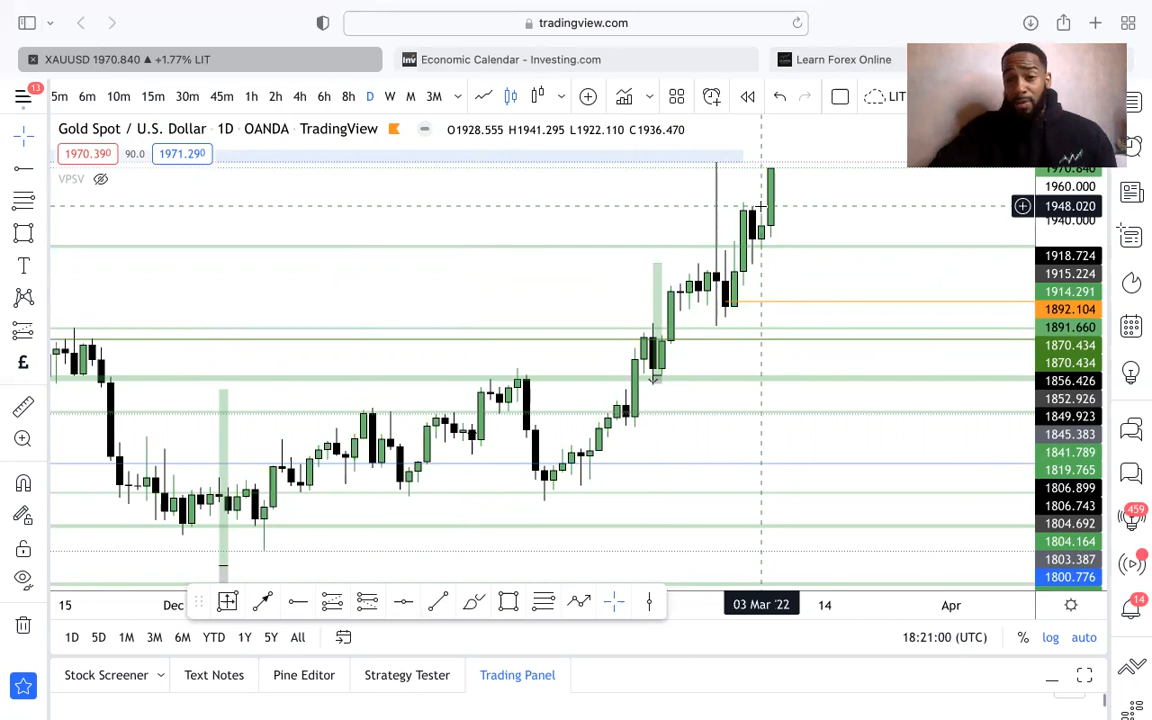 tradingview.com
XAUUSD 1970.840 ▲ +1.77% LIT
Economic Calendar - Investing.com
Learn Forex Online
13
5m 6m 10m 15m 30m 45m 1h 2h 4h 6h 8h D W M 3M
LIT
Gold Spot / U.S. Dollar · 1D · OANDA · TradingView
O1928.555 H1941.295 L1922.110 C1936.470
1970.390 90.0 1971.290
VPSV
1970.840
1960.000
1948.020
1940.000
1918.724
1915.224
1914.291
1892.104
1891.660
1870.434
1870.434
1856.426
1852.926
1849.923
1845.383
1841.789
1819.765
1806.899
1806.743
1804.692
1804.164
1803.387
1800.776
459
14
15 Dec 03 Mar '22 14 Apr
1D 5D 1M 3M 6M YTD 1Y 5Y All
18:21:00 (UTC) % log auto
Stock Screener Text Notes Pine Editor Strategy Tester Trading Panel